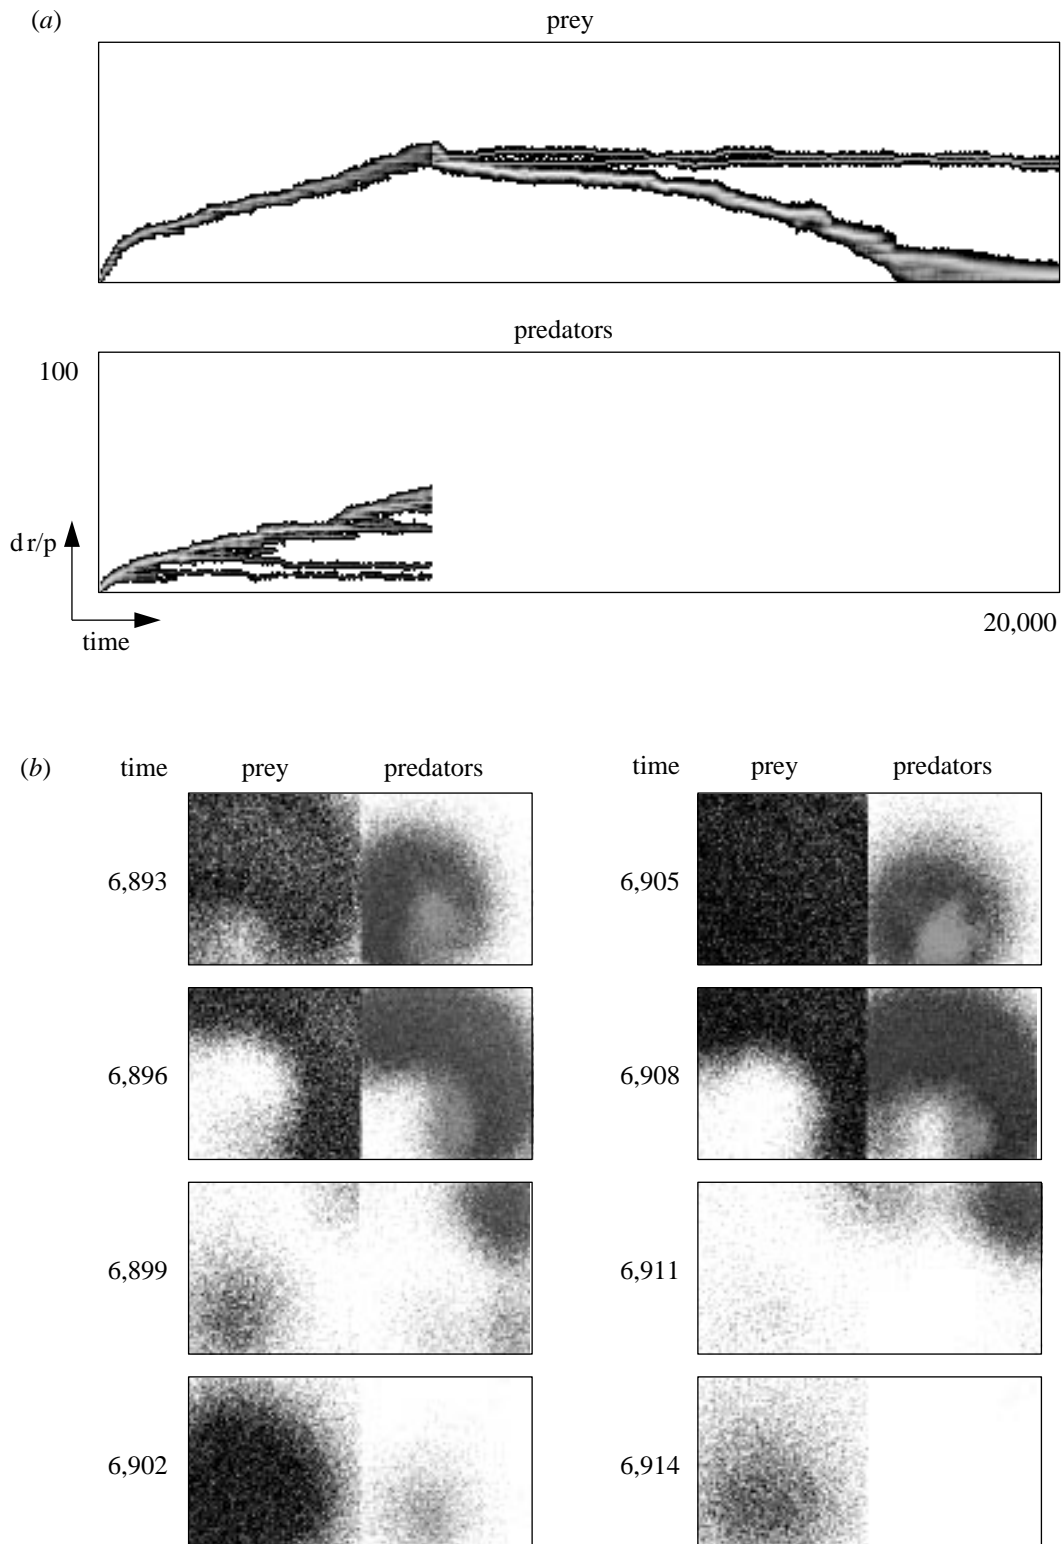 (a)
prey
predators
100
d r/p
time
20,000
(b) time prey predators
time prey predators
6,893
6,905
6,896
6,908
6,899
6,911
6,902
6,914